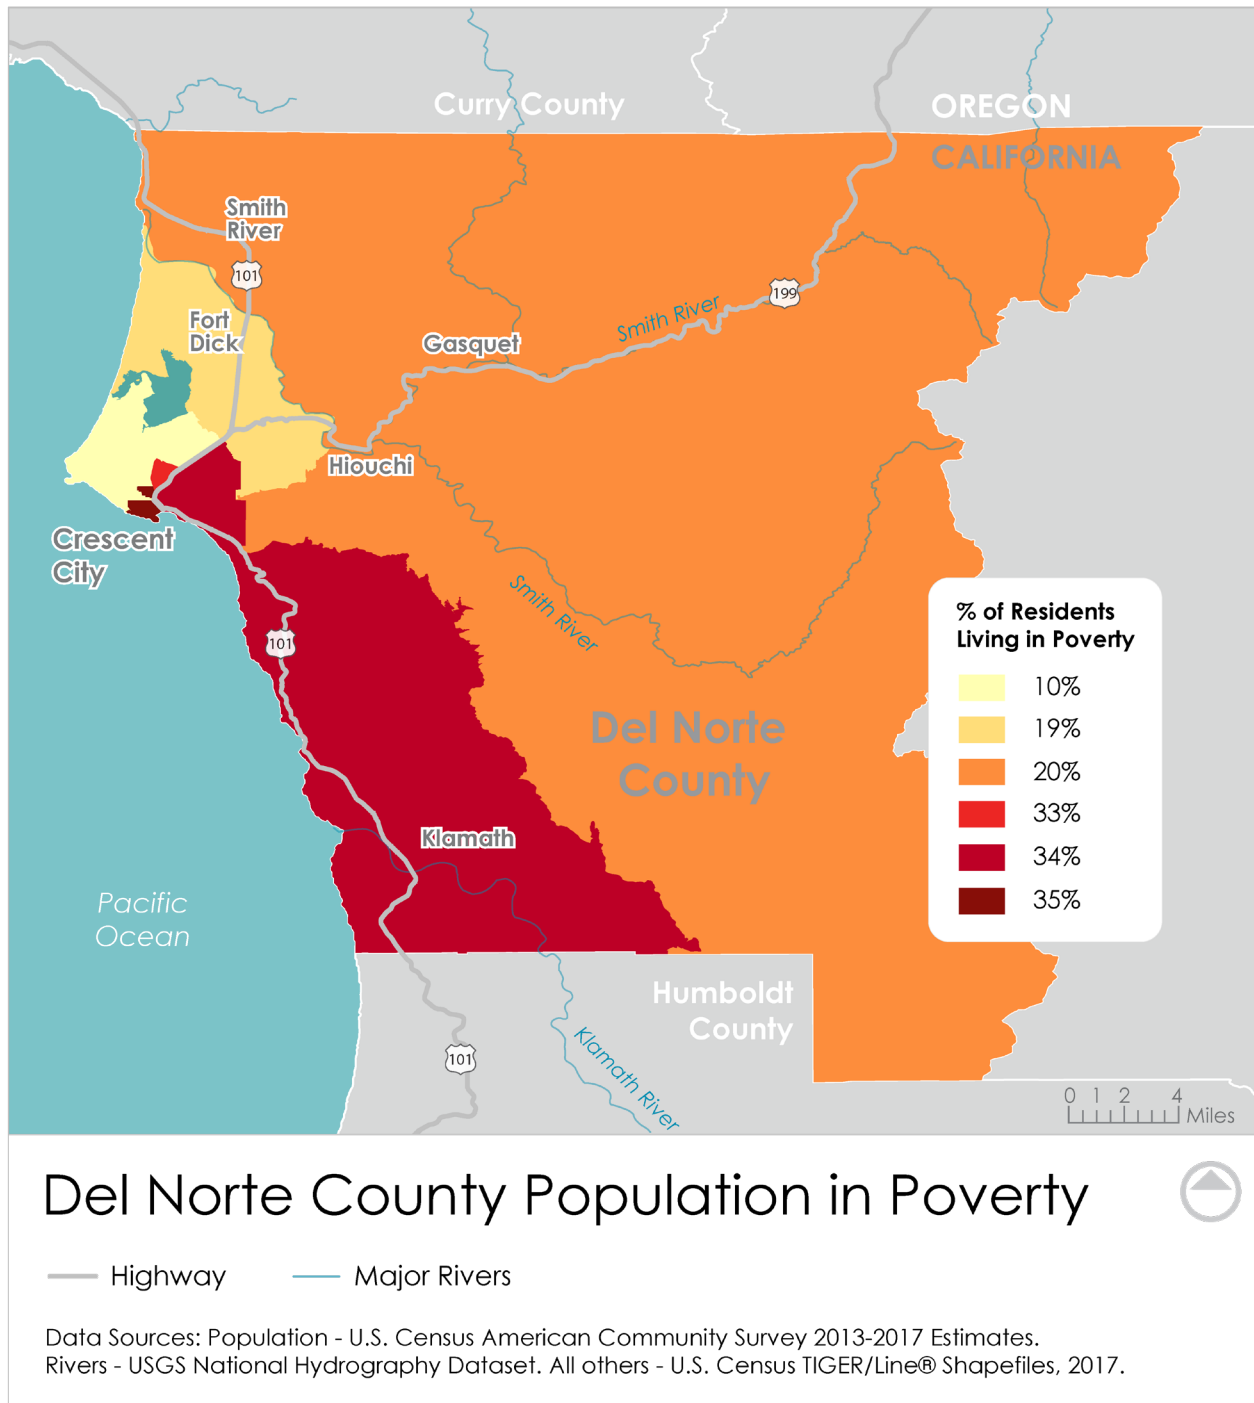 Curry County
OREGON
CALIFORNIA
Smith
River
101
199
Smith River
Fort
Dick
Gasquet
Hiouchi
Crescent
City
Smith River
% of Residents
Living in Poverty
10%
19%
20%
33%
34%
35%
101
Del Norte
County
Klamath
Pacific
Ocean
Humboldt
County
Klamath River
101
0 1 2 4
Miles
Del Norte County Population in Poverty
Highway
Major Rivers
Data Sources: Population - U.S. Census American Community Survey 2013-2017 Estimates.
Rivers - USGS National Hydrography Dataset. All others - U.S. Census TIGER/Line® Shapefiles, 2017.